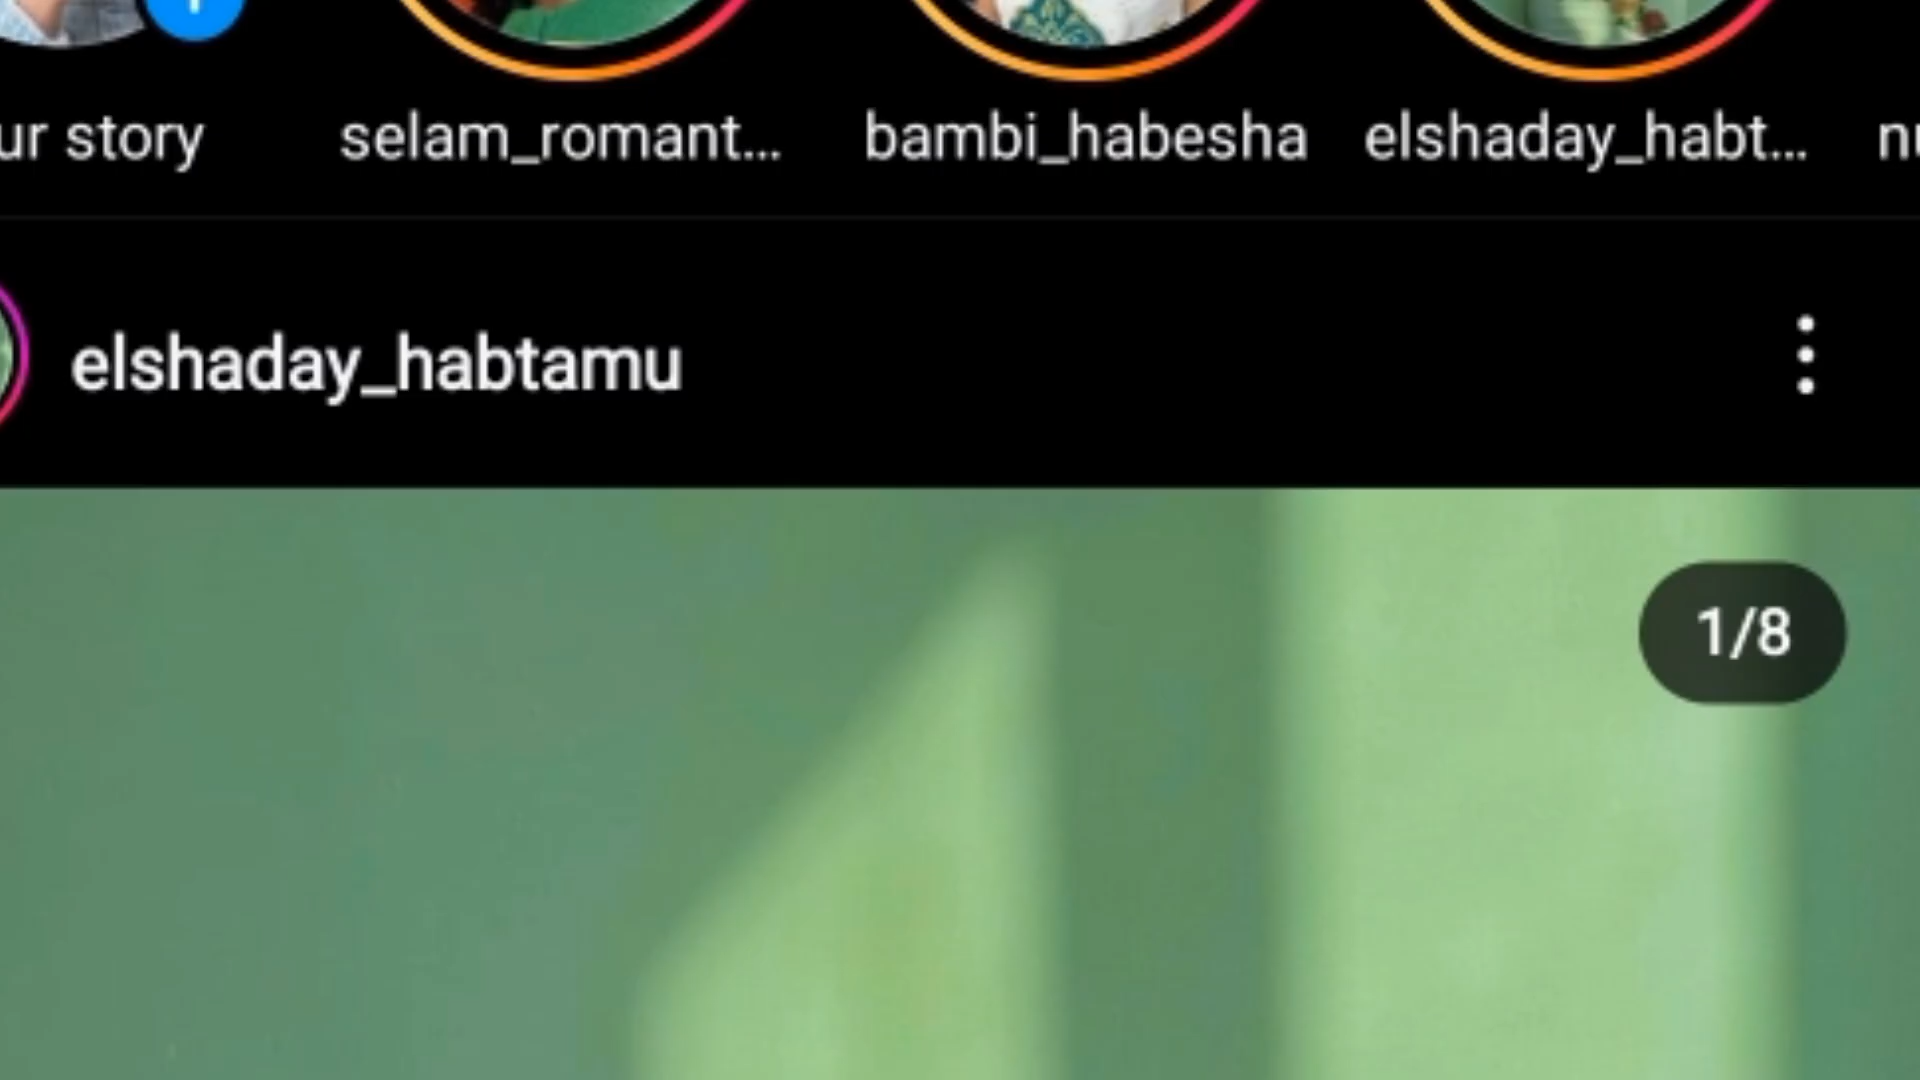 ur story
selam_romant...
bambi_habesha
elshaday_habt...
elshaday_habtamu
1/8